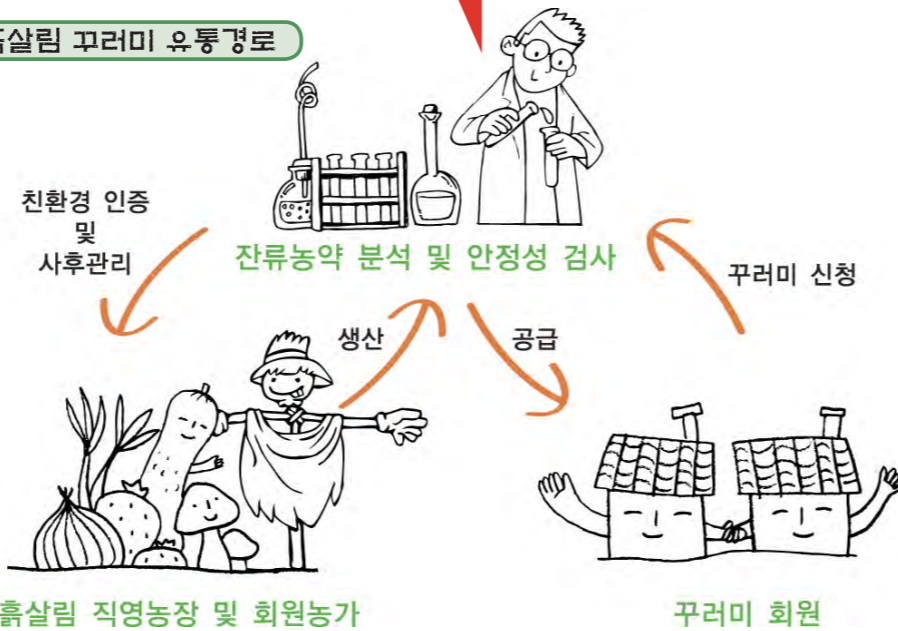 흙살림 꾸러미 유통경로
친환경 인증
및
사후관리
잔류농약 분석 및 안정성 검사
꾸러미 신청
생산
공급
흙살림 직영농장 및 회원농가
꾸러미 회원